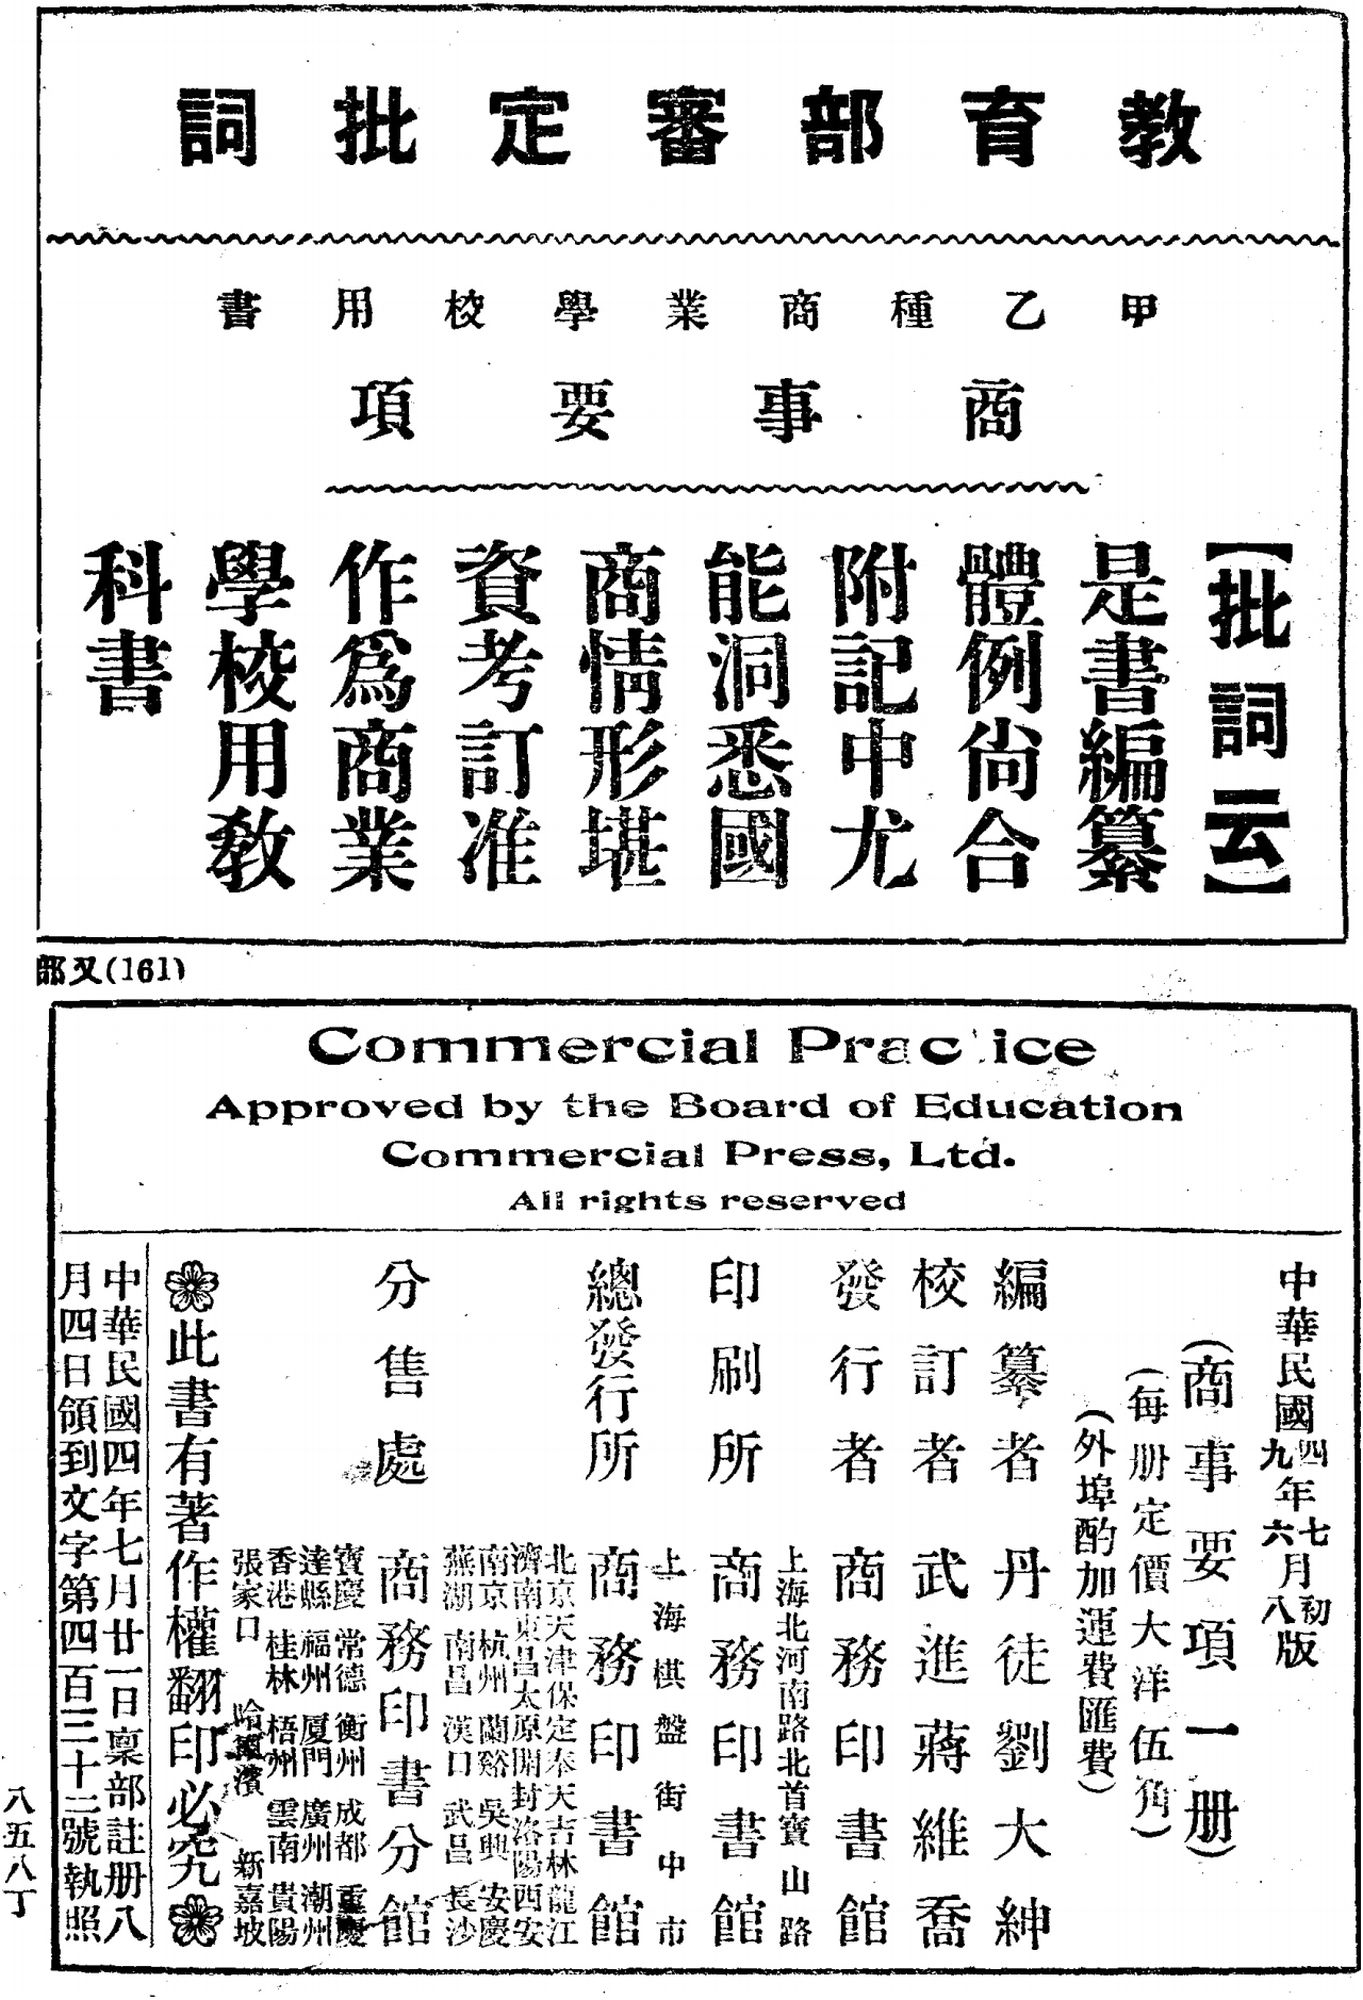 教育部審定批詞
甲乙種商業學校用書
商事要項
【批詞云】
是書編纂
體例尙合
附記中尤
能洞悉國
商情形堪
資考訂准
作爲商業
學校用敎
科書
部又(161)
Commercial Practice
Approved by the Board of Education
Commercial Press, Ltd.
All rights reserved
中華民國四年七月初版
九年六月八版
(商事要項一册)
(每册定價大洋伍角)
(外埠酌加運費匯費)
編纂者 丹徒劉大紳
校訂者 武進蔣維喬
發行者 商務印書館
上海北河南路北首寶山路
印刷所 商務印書館
上海棋盤街中市
總發行所 商務印書館
北京天津保定奉天吉林龍江
濟南東昌太原開封洛陽西安
南京杭州蘭谿吳興安慶
蕪湖南昌漢口武昌長沙
分售處 商務印書分館
寶慶常德衡州成都重慶
達縣福州厦門廣州潮州
香港桂林梧州雲南貴陽
張家口 哈爾濱 新嘉坡
此書有著作權翻印必究
中華民國四年七月廿一日稟部註册八
月四日領到文字第四百三十二號執照
八五八丁